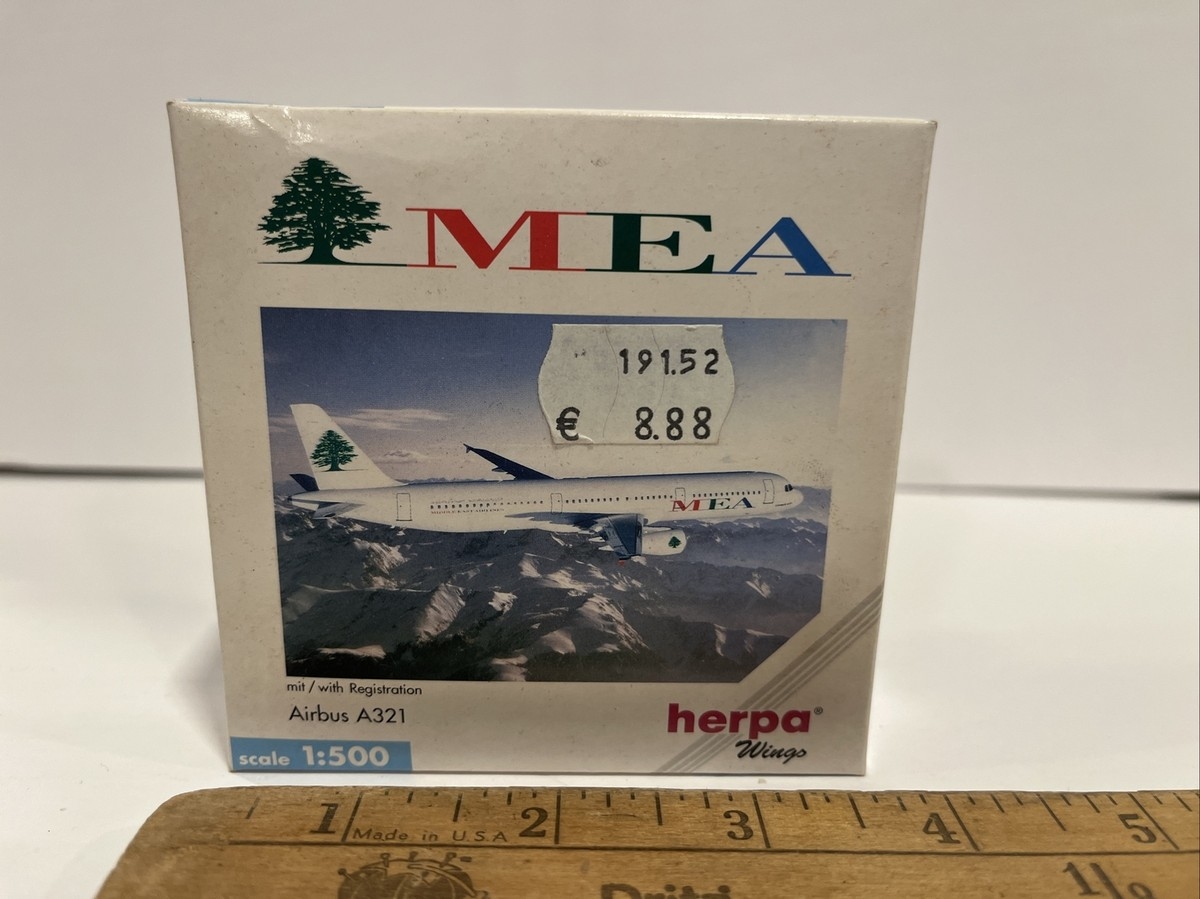 MEA
191.52
€ 8.88
MEA
mit / with Registration
Airbus A321
herpa®
Wings
scale 1:500
1 2 3 4 5
Made in U.S.A